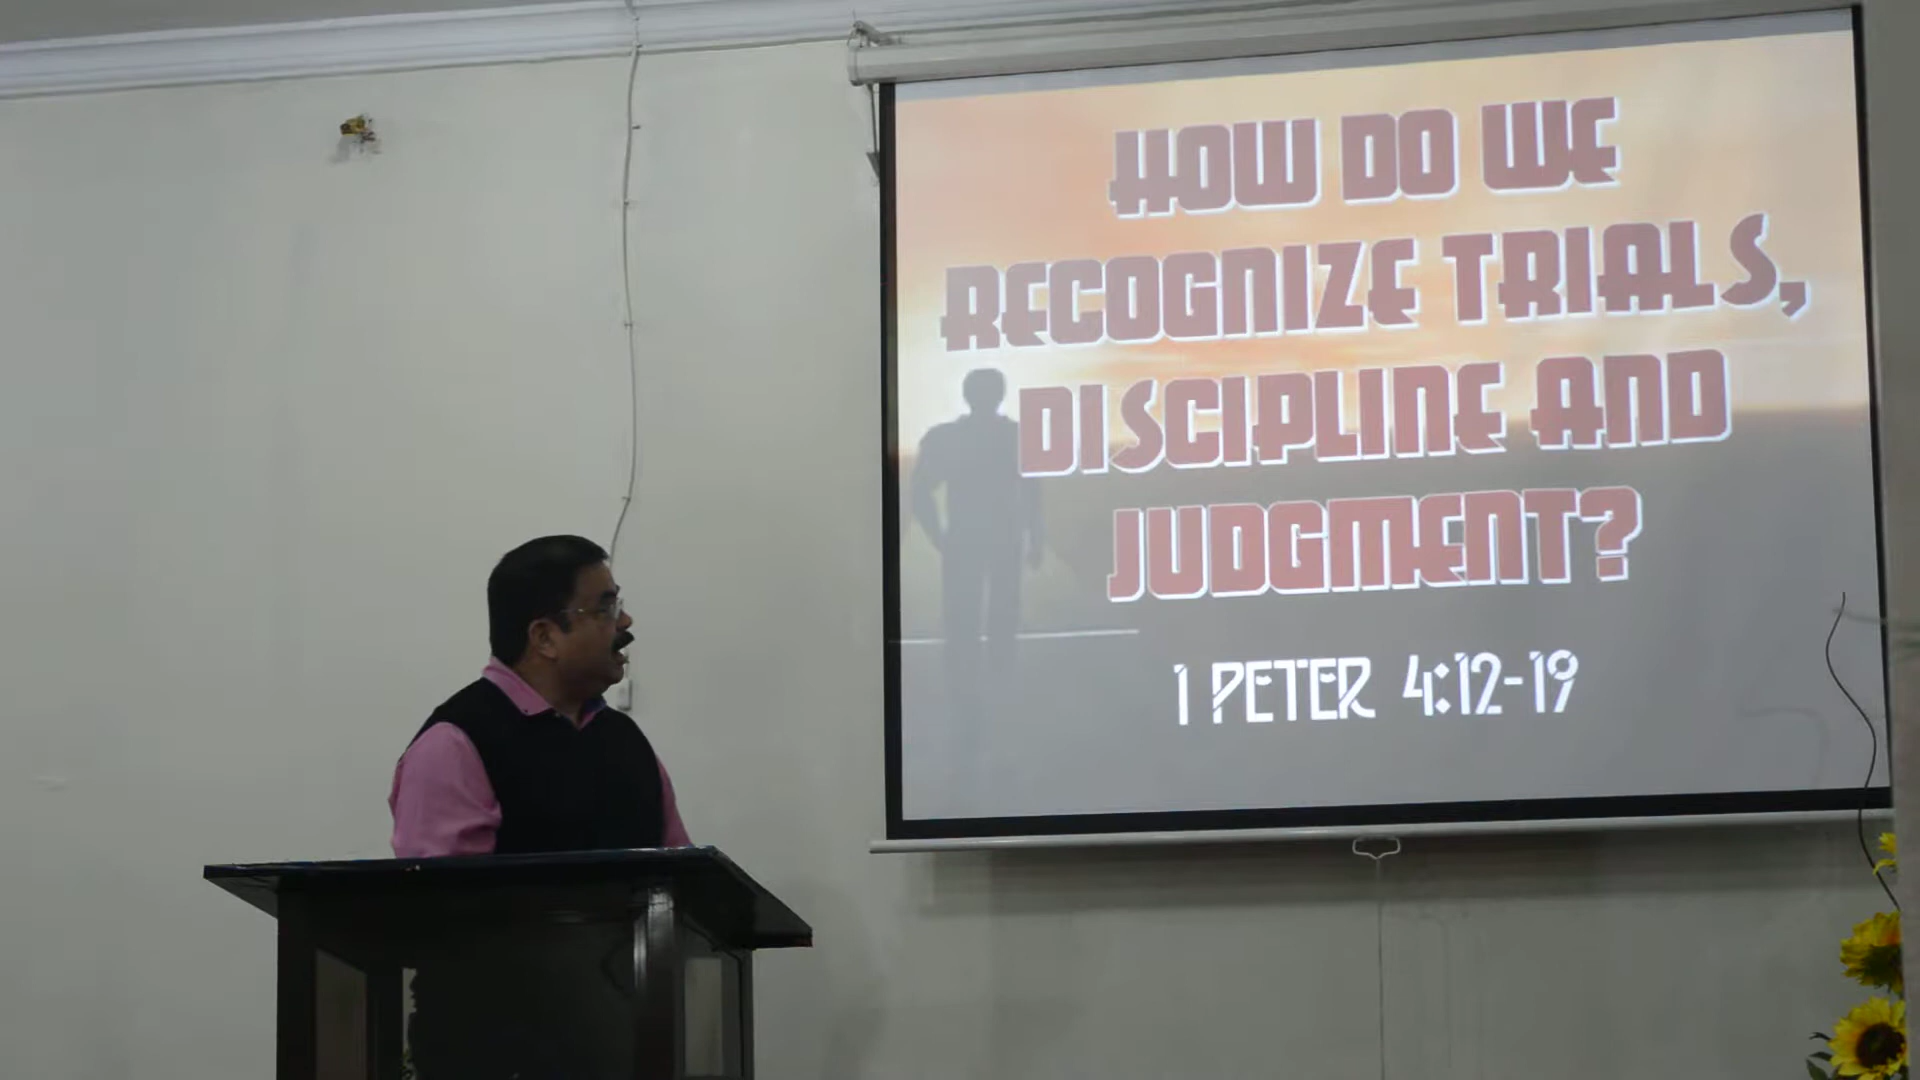 HOW DO WE
RECOGNIZE TRIALS,
DISCIPLINE AND
JUDGMENT?
1 PETER 4:12-19